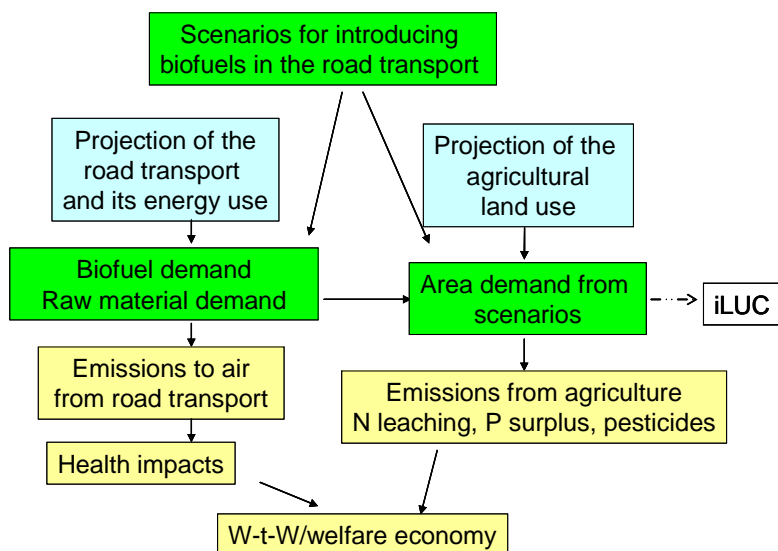 Scenarios for introducing
biofuels in the road transport
Projection of the
road transport
and its energy use
Projection of the
agricultural
land use
Biofuel demand
Raw material demand
Area demand from
scenarios
iLUC
Emissions to air
from road transport
Emissions from agriculture
N leaching, P surplus, pesticides
Health impacts
W-t-W/welfare economy